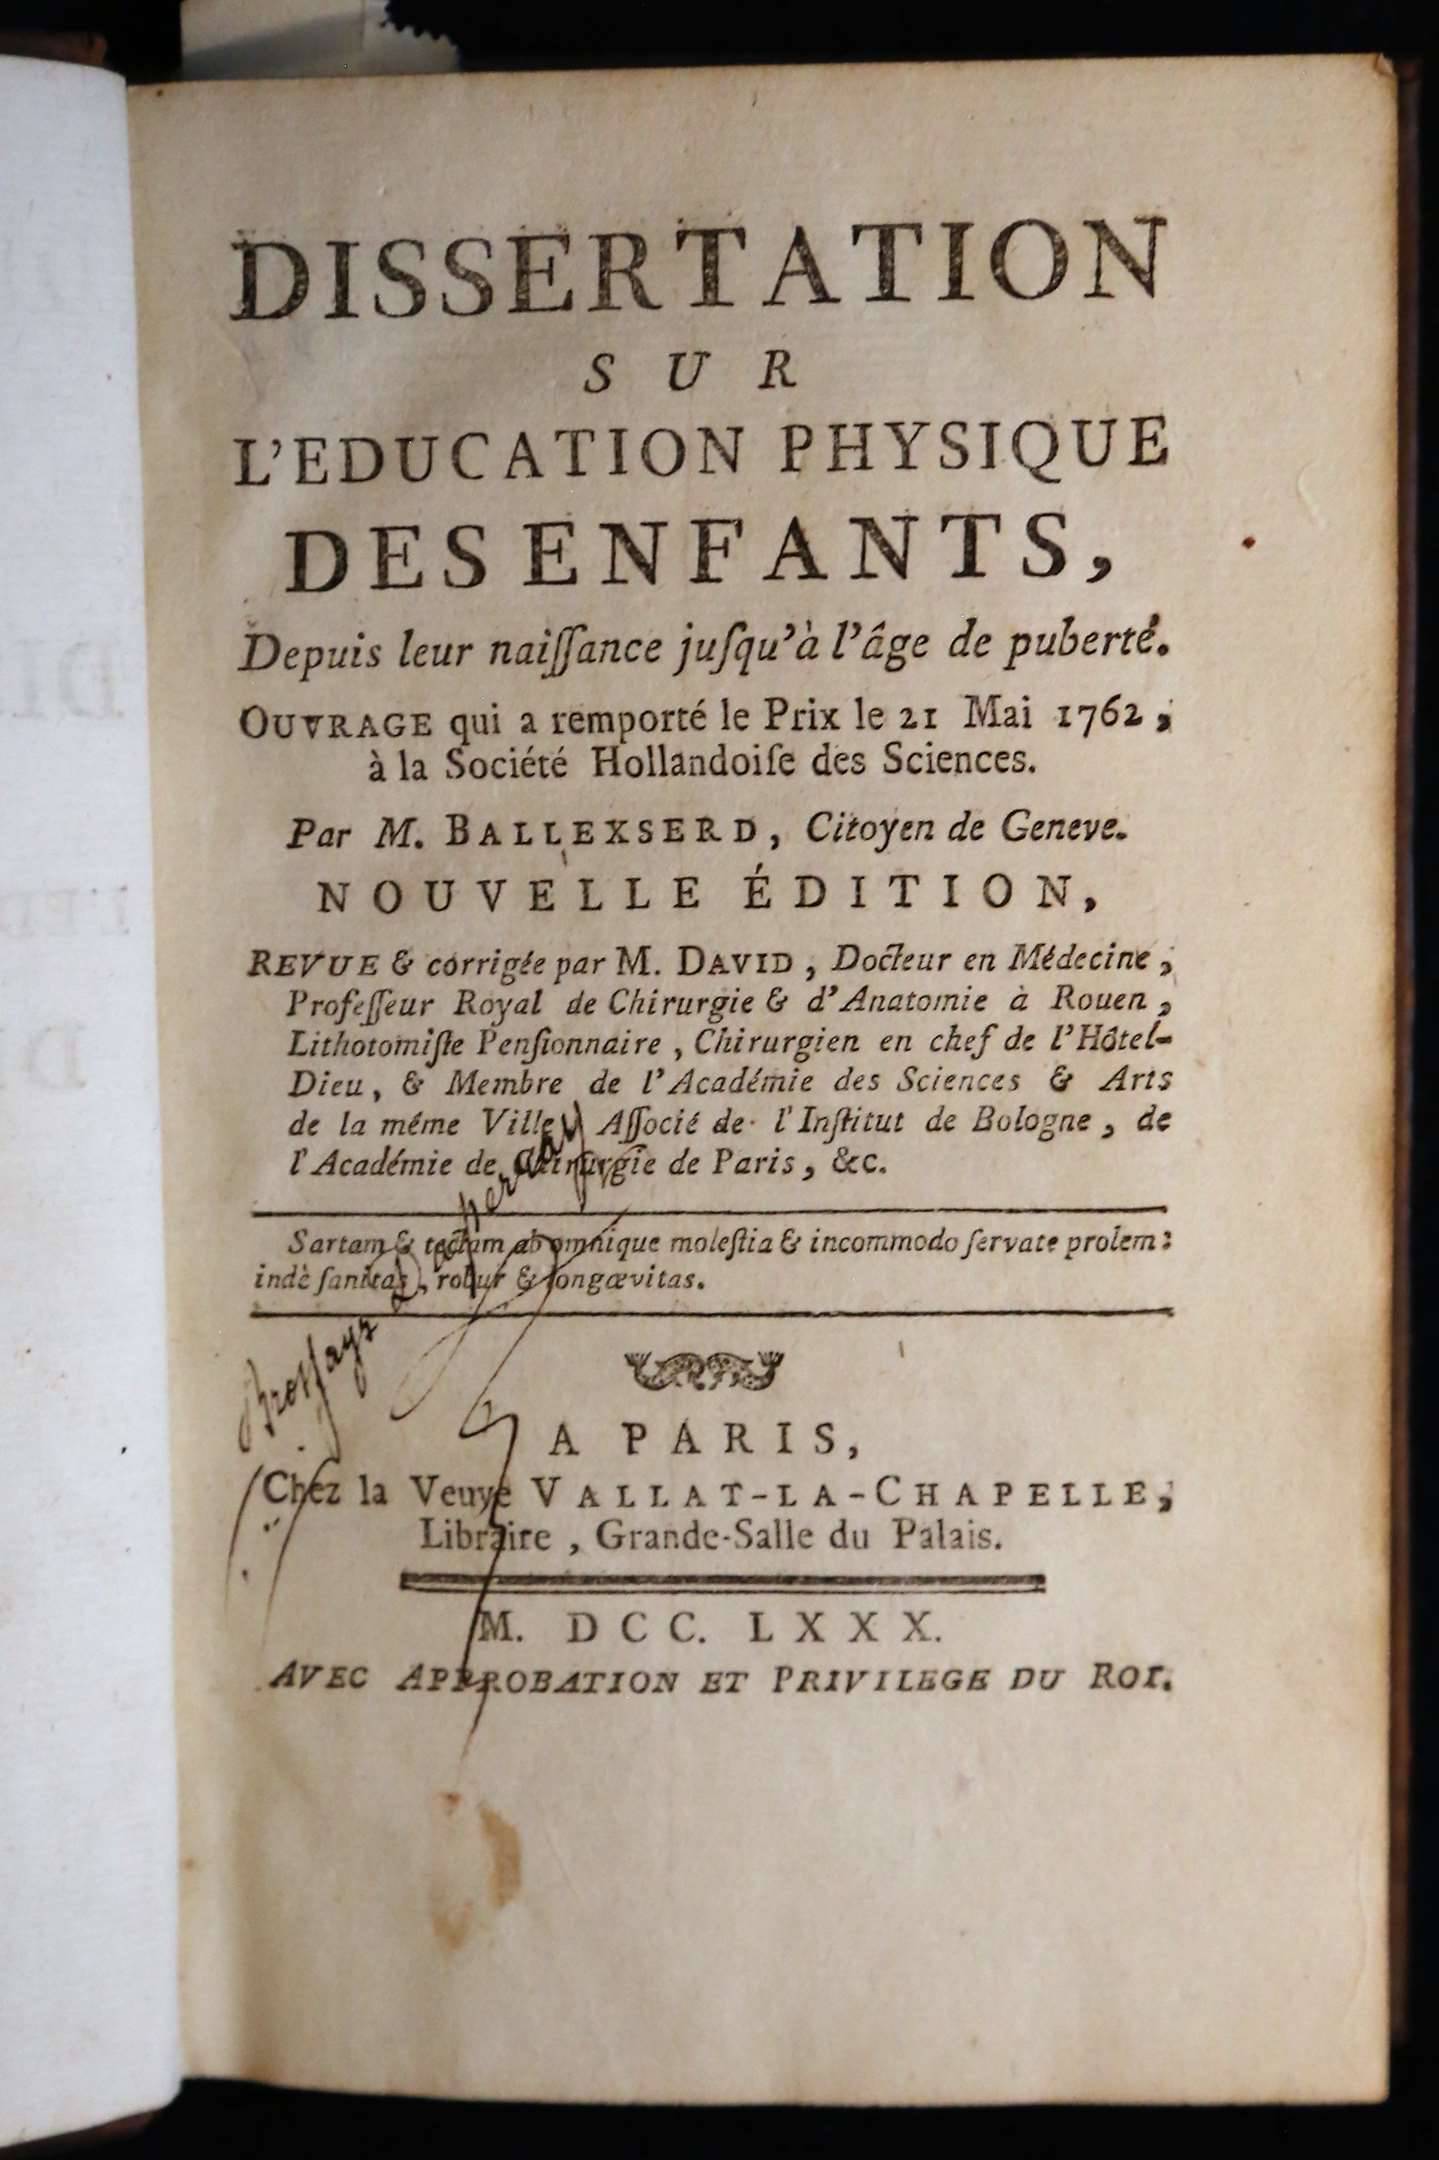 DISSERTATION
SUR
L'EDUCATION PHYSIQUE
DES ENFANTS,
Depuis leur naiſſance juſqu'à l'âge de puberté.
OUVRAGE qui a remporté le Prix le 21 Mai 1762,
à la Société Hollandoiſe des Sciences.
Par M. BALLEXSERD, Citoyen de Geneve.
NOUVELLE ÉDITION,
REVUE & corrigée par M. DAVID, Docteur en Médecine,
Profeſſeur Royal de Chirurgie & d'Anatomie à Rouen,
Lithotomiſte Penſionnaire, Chirurgien en chef de l'Hôtel-
Dieu, & Membre de l'Académie des Sciences & Arts
de la même Ville, Aſſocié de l'Inſtitut de Bologne, de
l'Académie de Chirurgie de Paris, &c.
Sartam & tectam ab omnique moleſtia & incommodo ſervate prolem:
indè ſanitas, robur & longævitas.
A PARIS,
Chez la Veuve VALLAT-LA-CHAPELLE,
Libraire, Grande-Salle du Palais.
M. DCC. LXXX.
AVEC APPROBATION ET PRIVILEGE DU ROI.